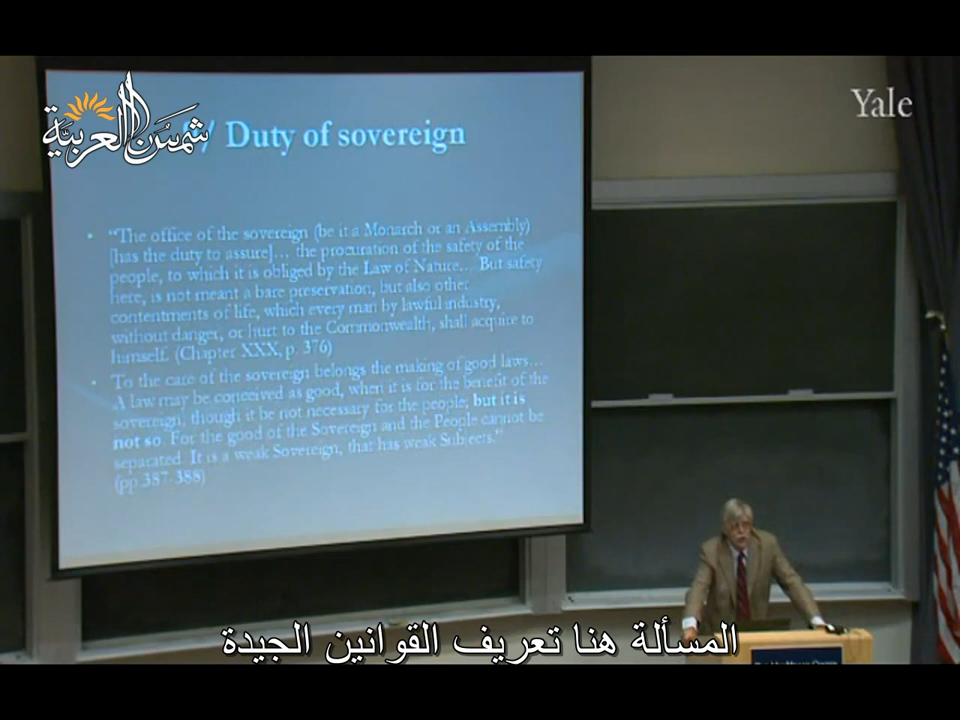 شمس العربية
Yale
/ Duty of sovereign
• “The office of the sovereign (be it a Monarch or an Assembly)
[has the duty to assure]… the procuration of the safety of the
people, to which it is obliged by the Law of Nature… But safety
here, is not meant a bare preservation, but also other
contentments of life, which every man by lawful industry,
without danger, or hurt to the Commonwealth, shall acquire to
himself. (Chapter XXX, p. 376)
• To the care of the sovereign belongs the making of good laws…
A law may be conceived as good, when it is for the benefit of the
sovereign, though it be not necessary for the people; but it is
not so. For the good of the Sovereign and the People cannot be
separated. It is a weak Sovereign, that has weak Subjects.”
(pp 387-388)
المسألة هنا تعريف القوانين الجيدة